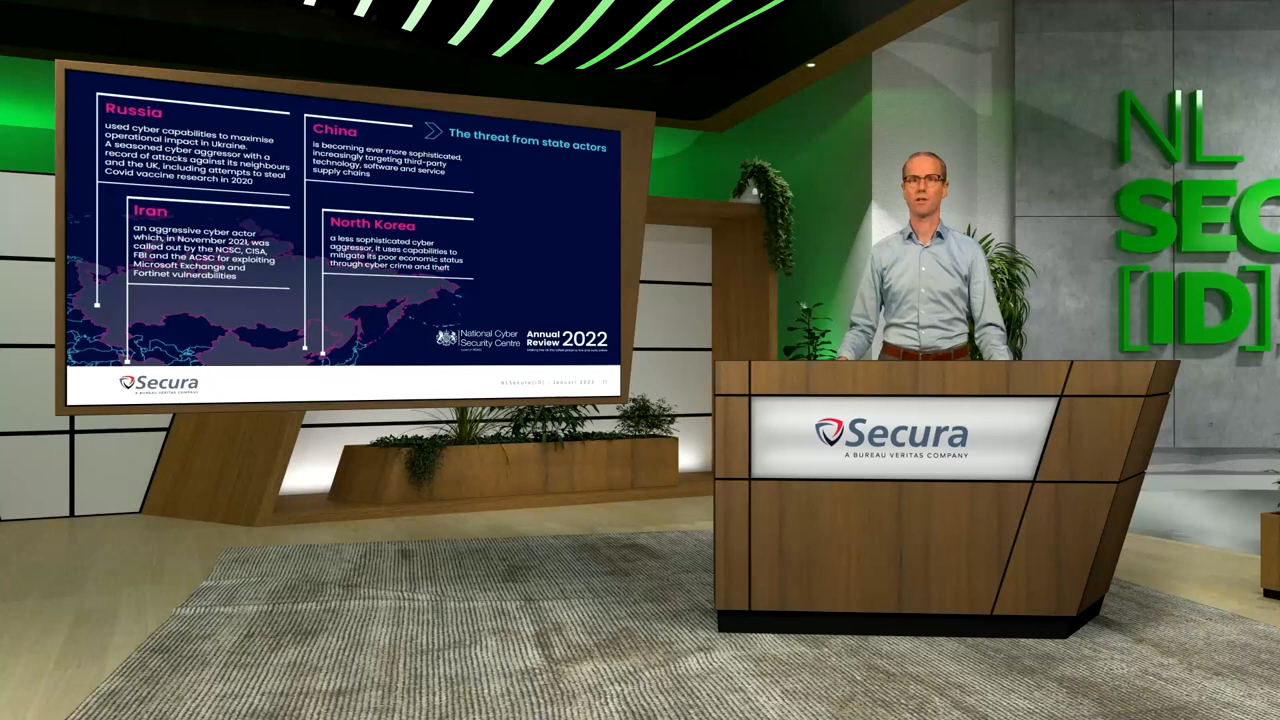 Russia
used cyber capabilities to maximise
operational impact in Ukraine.
A seasoned cyber aggressor with a
record of attacks against its neighbours
and the UK, including attempts to steal
Covid vaccine research in 2020
China
is becoming ever more sophisticated,
increasingly targeting third-party
technology, software and service
supply chains
The threat from state actors
Iran
an aggressive cyber actor
which, in November 2021, was
called out by the NCSC, CISA,
FBI and the ACSC for exploiting
Microsoft Exchange and
Fortinet vulnerabilities
North Korea
a less sophisticated cyber
aggressor, it uses capabilities to
mitigate its poor economic status
through cyber crime and theft
National Cyber
Security Centre
Annual
Review 2022
Secura
A BUREAU VERITAS COMPANY
NLSecure[ID] - Januari 2023 11
NL
SEC
[ID]
Secura
A BUREAU VERITAS COMPANY